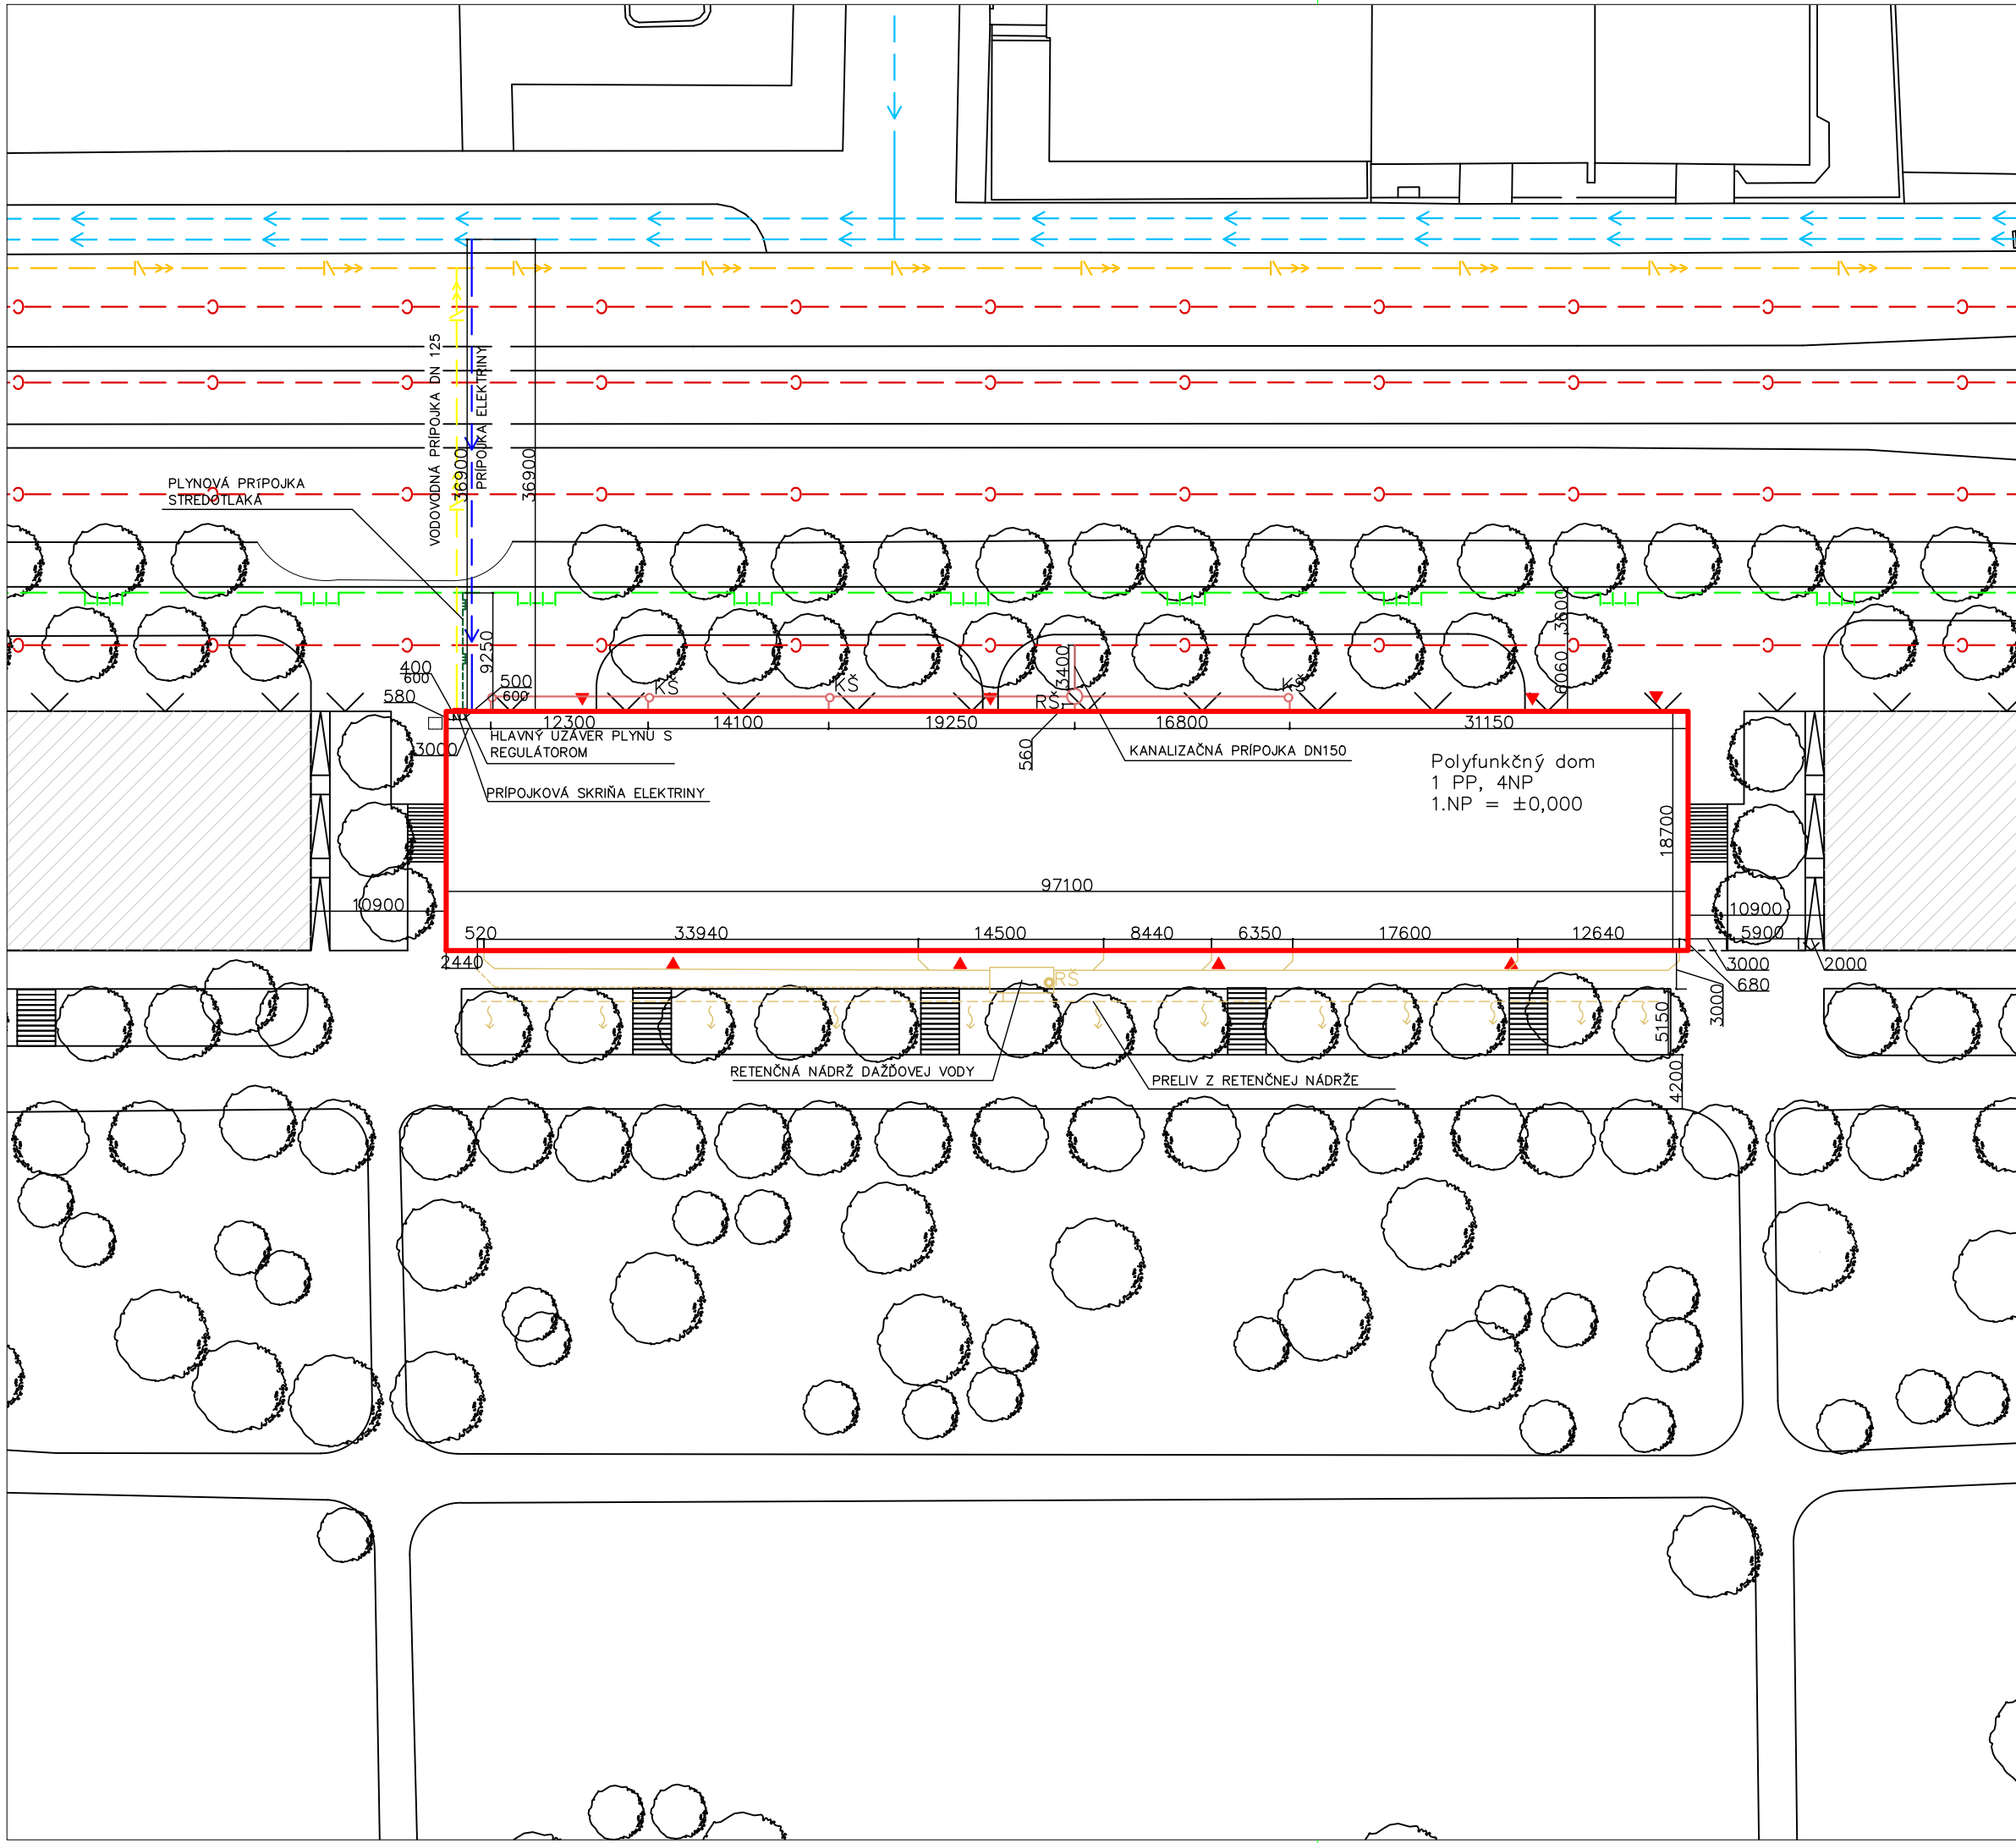 VODOVODNÁ PRÍPOJKA DN 125
PRÍPOJKA ELEKTRINY
36900
36900
PLYNOVÁ PRÍPOJKA
STREDOTLAKÁ
9250
3600
6060
3400
400
600
500
600
580
KŠ
KŠ
RŠ
KŠ
12300
14100
19250
16800
31150
3000
560
HLAVNÝ UZÁVER PLYNU S
REGULÁTOROM
KANALIZAČNÁ PRÍPOJKA DN150
PRÍPOJKOVÁ SKRIŇA ELEKTRINY
Polyfunkčný dom
1 PP, 4NP
1.NP = ±0,000
18700
97100
10900
10900
520
33940
14500
8440
6350
17600
12640
5900
2440
3000
2000
680
RŠ
3000
5150
4200
RETENČNÁ NÁDRŽ DAŽĎOVEJ VODY
PRELIV Z RETENČNEJ NÁDRŽE